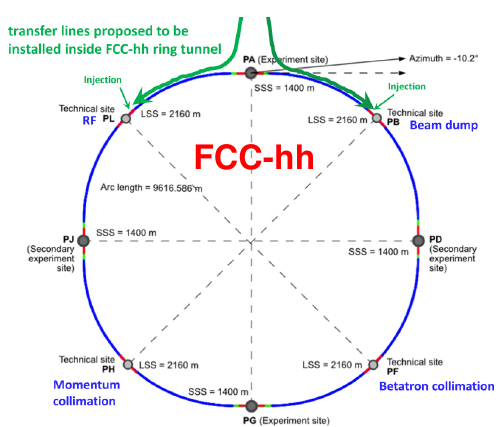 transfer lines proposed to be
installed inside FCC-hh ring tunnel
PA (Experiment site)
Azimuth = -10.2°
Injection
Injection
SSS = 1400 m
Technical site
PL
RF
LSS = 2160 m
LSS = 2160 m
Technical site
PB
Beam dump
FCC-hh
Arc length = 9616.586 m
PJ
(Secondary
experiment
site)
SSS = 1400 m
SSS = 1400 m
PD
(Secondary
experiment
site)
Technical site
PH
LSS = 2160 m
LSS = 2160 m
Technical site
PF
Momentum
collimation
Betatron collimation
SSS = 1400 m
PG (Experiment site)